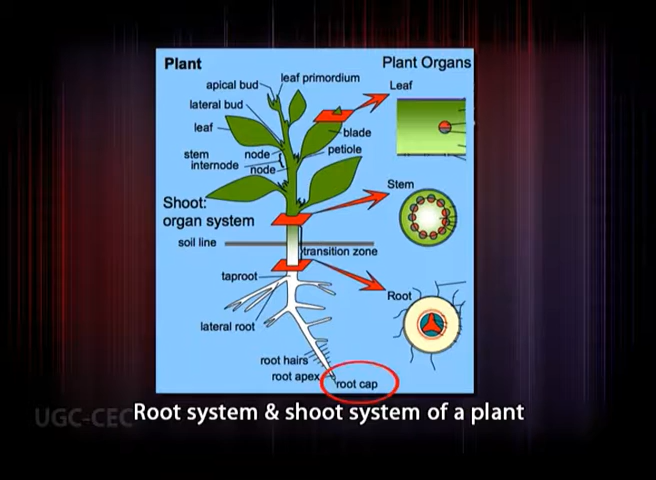 Plant
Plant Organs
apical bud
leaf primordium
Leaf
lateral bud
leaf
blade
node
petiole
stem
internode
node
Stem
Shoot:
organ system
soil line
transition zone
taproot
Root
lateral root
root hairs
root apex
root cap
UGC-CEC
Root system & shoot system of a plant